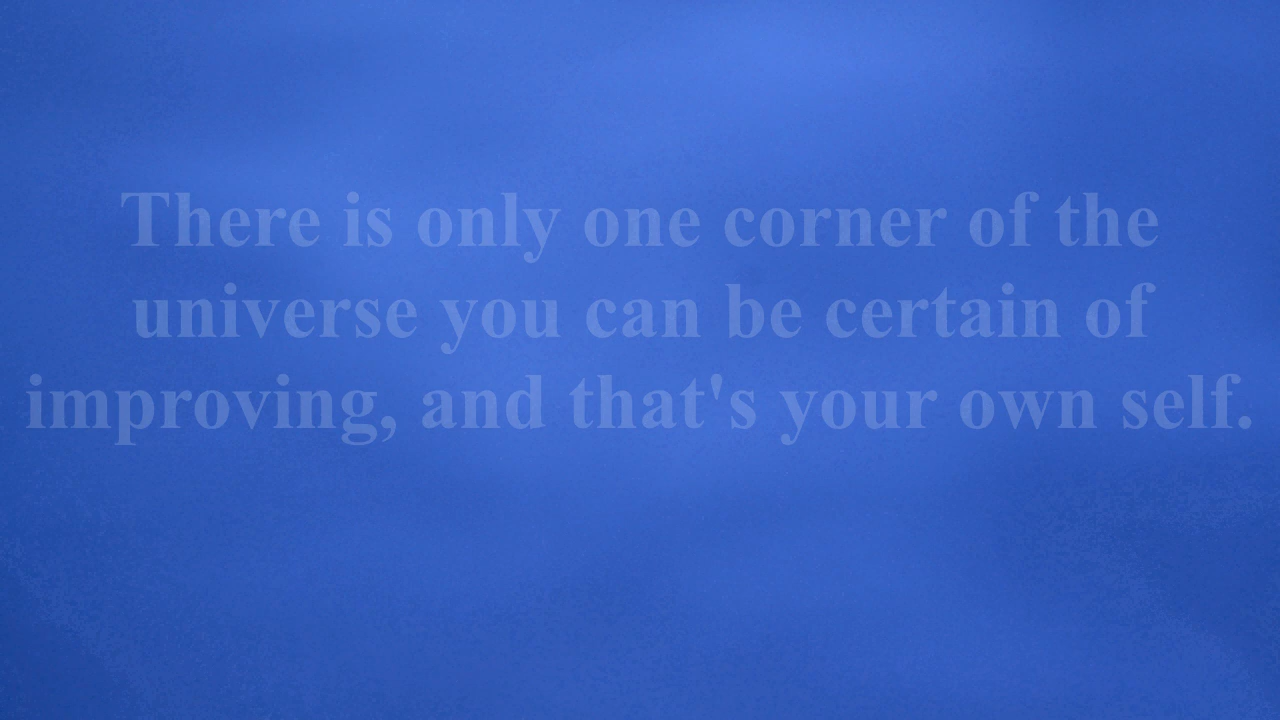 There is only one corner of the
universe you can be certain of
improving, and that's your own self.